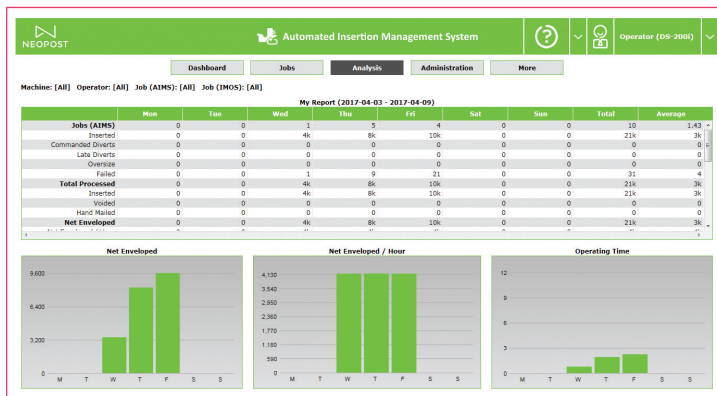 NEOPOST
Automated Insertion Management System
Operator (DS-200i)
Dashboard Jobs Analysis Administration More
Machine: [All] Operator: [All] Job (AIMS): [All] Job (IMOS): [All]
My Report (2017-04-03 - 2017-04-09)
Mon Tue Wed Thu Fri Sat Sun Total Average
Jobs (AIMS) 0 0 1 5 4 0 0 10 1.43
Inserted 0 0 4k 8k 10k 0 0 21k 3k
Commanded Diverts 0 0 0 0 0 0 0 0 0
Late Diverts 0 0 0 0 0 0 0 0 0
Oversize 0 0 0 0 0 0 0 0 0
Failed 0 0 1 9 21 0 0 31 4
Total Processed 0 0 4k 8k 10k 0 0 21k 3k
Inserted 0 0 4k 8k 10k 0 0 21k 3k
Voided 0 0 0 0 0 0 0 0 0
Hand Mailed 0 0 0 0 0 0 0 0 0
Net Enveloped 0 0 4k 8k 10k 0 0 21k 3k
Net Enveloped
9,600
6,400
3,200
0
M T W T F S S
Net Enveloped / Hour
4,130
3,540
2,950
2,360
1,770
1,180
590
0
M T W T F S S
Operating Time
12
9
6
3
0
M T W T F S S